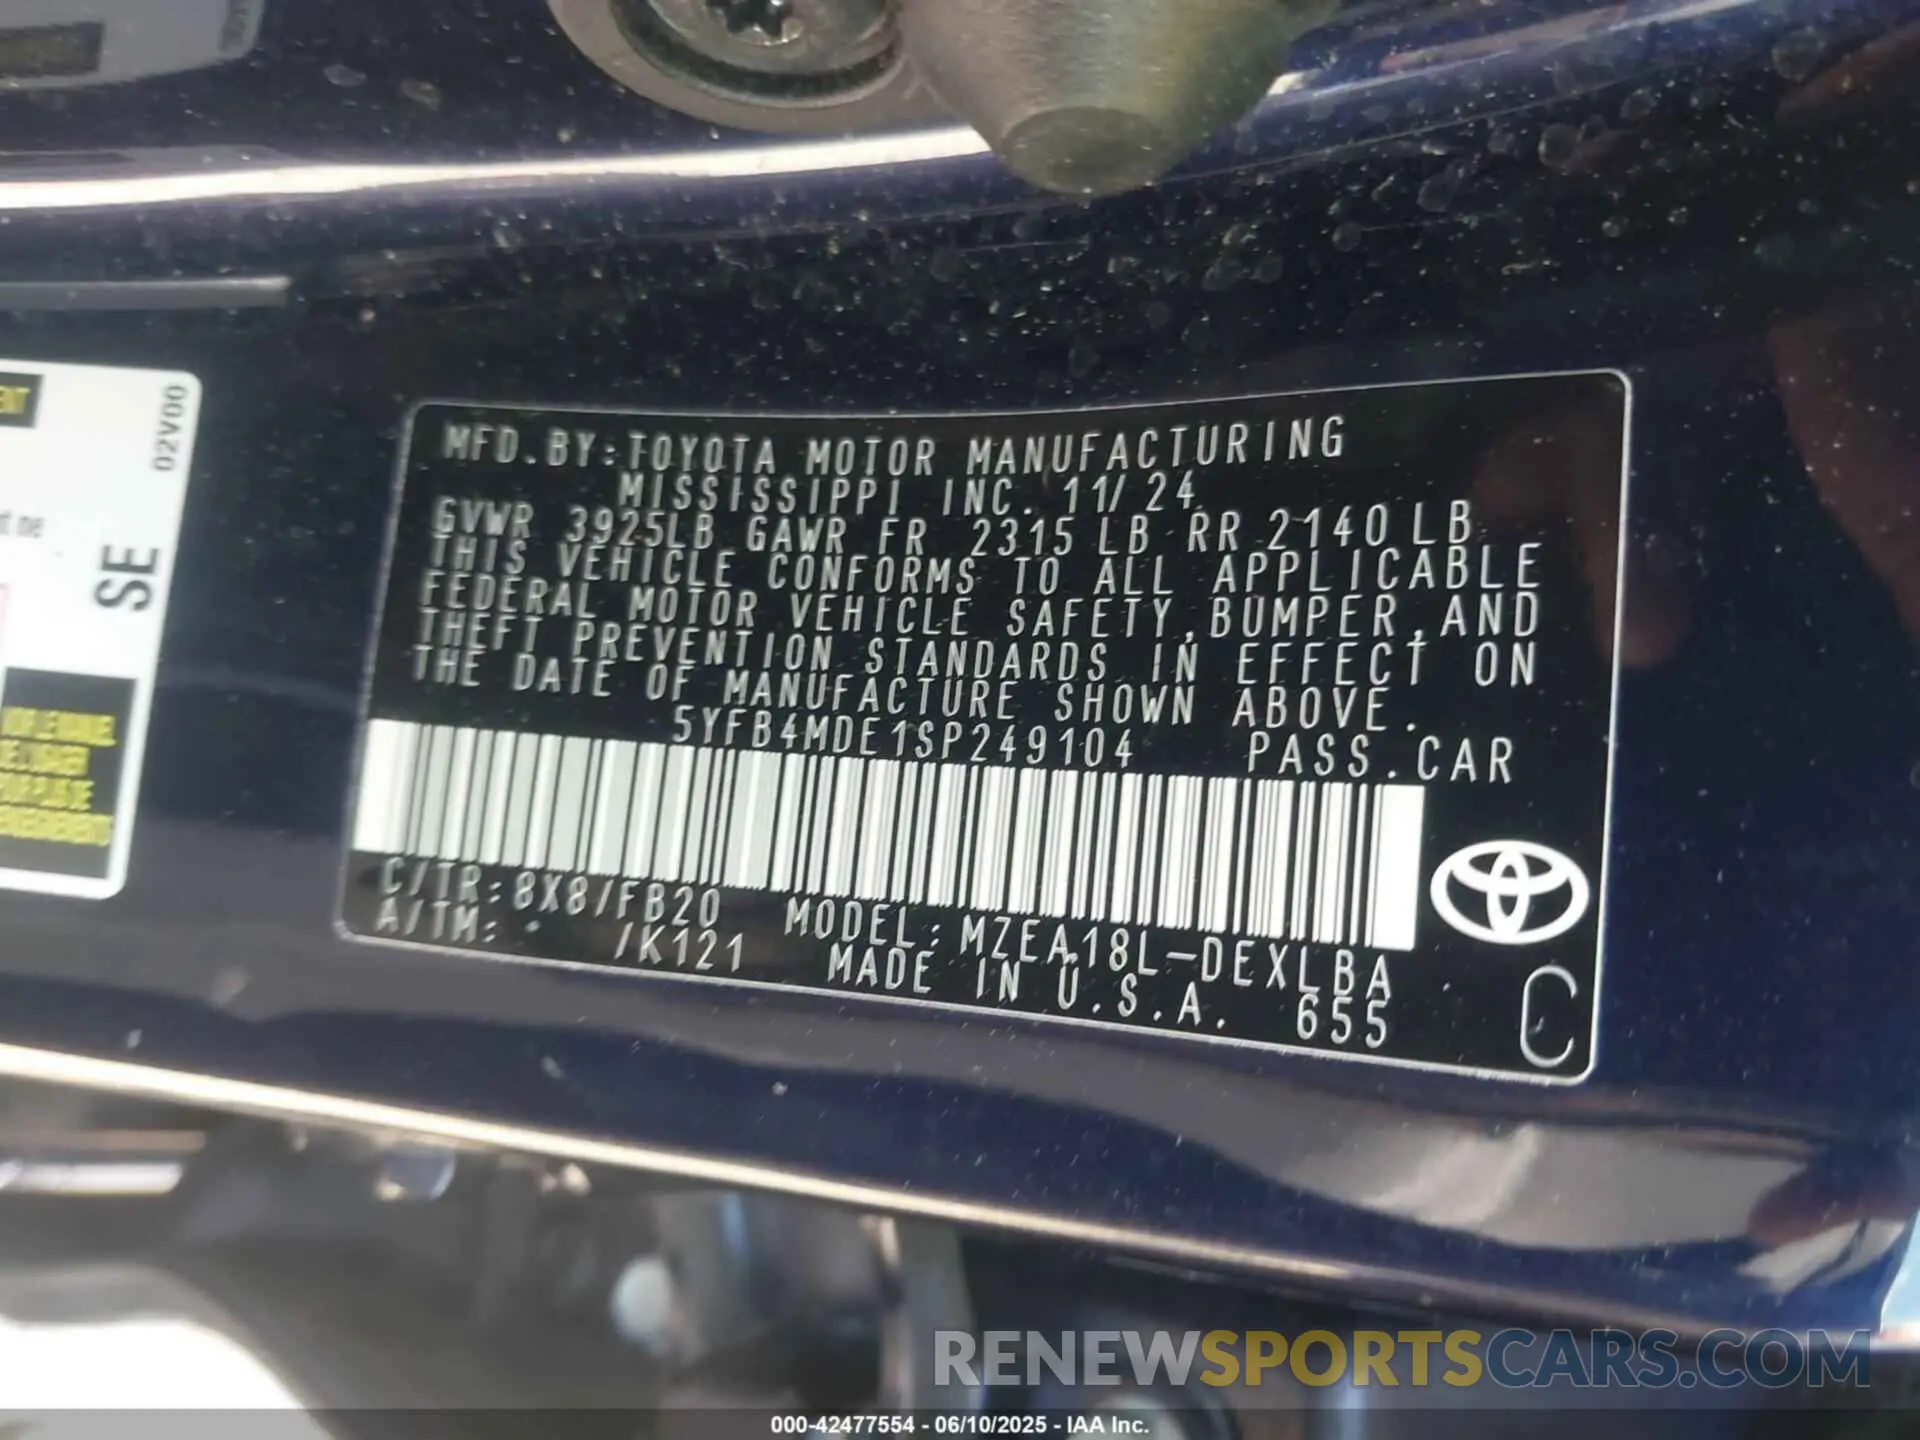 MFD.BY:TOYOTA MOTOR MANUFACTURING
MISSISSIPPI INC. 11/24
GVWR 3925LB GAWR FR 2315 LB RR 2140 LB
THIS VEHICLE CONFORMS TO ALL APPLICABLE
FEDERAL MOTOR VEHICLE SAFETY,BUMPER,AND
THEFT PREVENTION STANDARDS IN EFFECT ON
THE DATE OF MANUFACTURE SHOWN ABOVE.
5YFB4MDE1SP249104 PASS.CAR
C/TR:8X8/FB20 MODEL:MZEA18L-DEXLBA
A/TM: /K121 MADE IN U.S.A. 655
C
02V00
SE
RENEWSPORTSCARS.COM
000-42477554 - 06/10/2025 - IAA Inc.